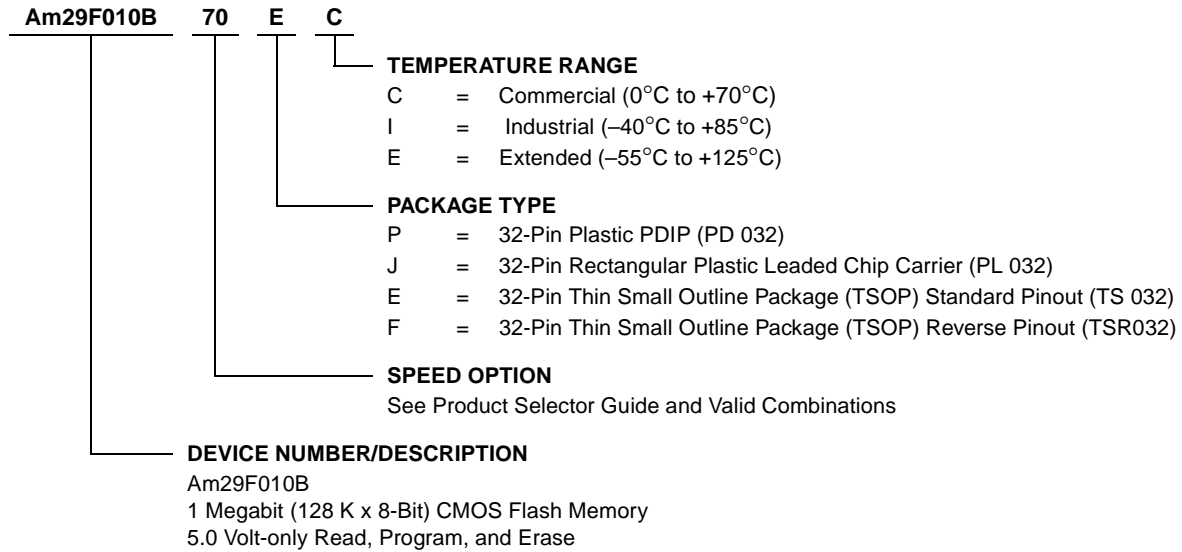 Am29F010B 70 E C
TEMPERATURE RANGE
C = Commercial (0°C to +70°C)
I = Industrial (–40°C to +85°C)
E = Extended (–55°C to +125°C)
PACKAGE TYPE
P = 32-Pin Plastic PDIP (PD 032)
J = 32-Pin Rectangular Plastic Leaded Chip Carrier (PL 032)
E = 32-Pin Thin Small Outline Package (TSOP) Standard Pinout (TS 032)
F = 32-Pin Thin Small Outline Package (TSOP) Reverse Pinout (TSR032)
SPEED OPTION
See Product Selector Guide and Valid Combinations
DEVICE NUMBER/DESCRIPTION
Am29F010B
1 Megabit (128 K x 8-Bit) CMOS Flash Memory
5.0 Volt-only Read, Program, and Erase